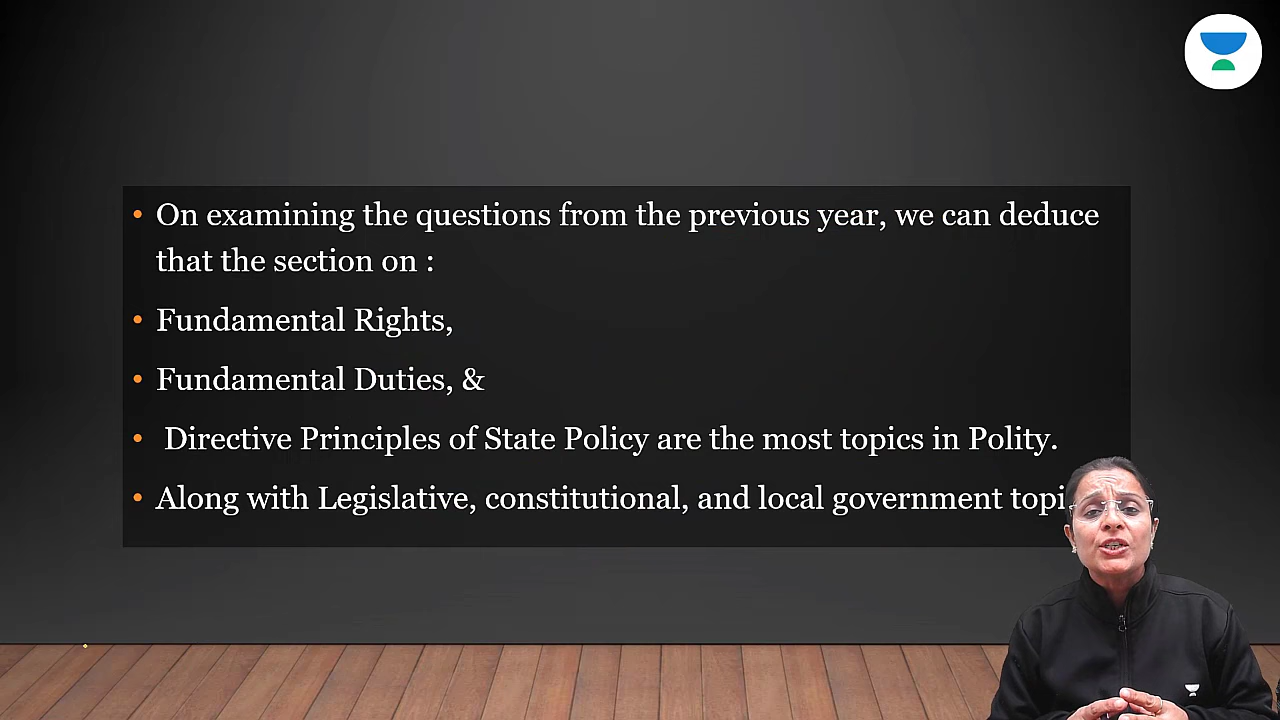 • On examining the questions from the previous year, we can deduce
that the section on :
• Fundamental Rights,
• Fundamental Duties, &
• Directive Principles of State Policy are the most topics in Polity.
• Along with Legislative, constitutional, and local government